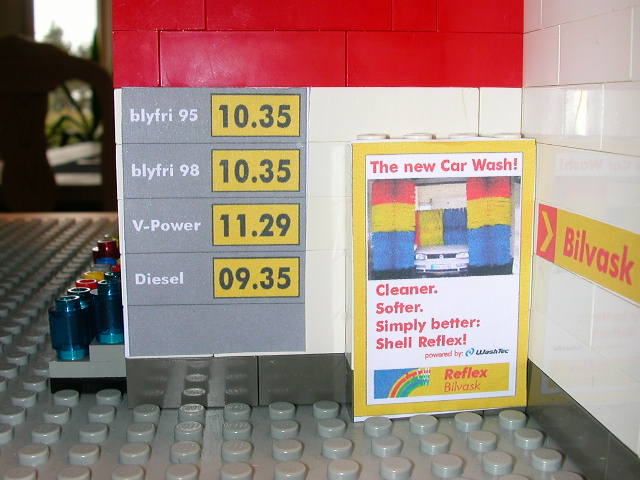 blyfri 95 10.35
blyfri 98 10.35
V-Power 11.29
Diesel 09.35
The new Car Wash!
Cleaner.
Softer.
Simply better:
Shell Reflex!
powered by: WashTec
Reflex
Bilvask
Bilvask